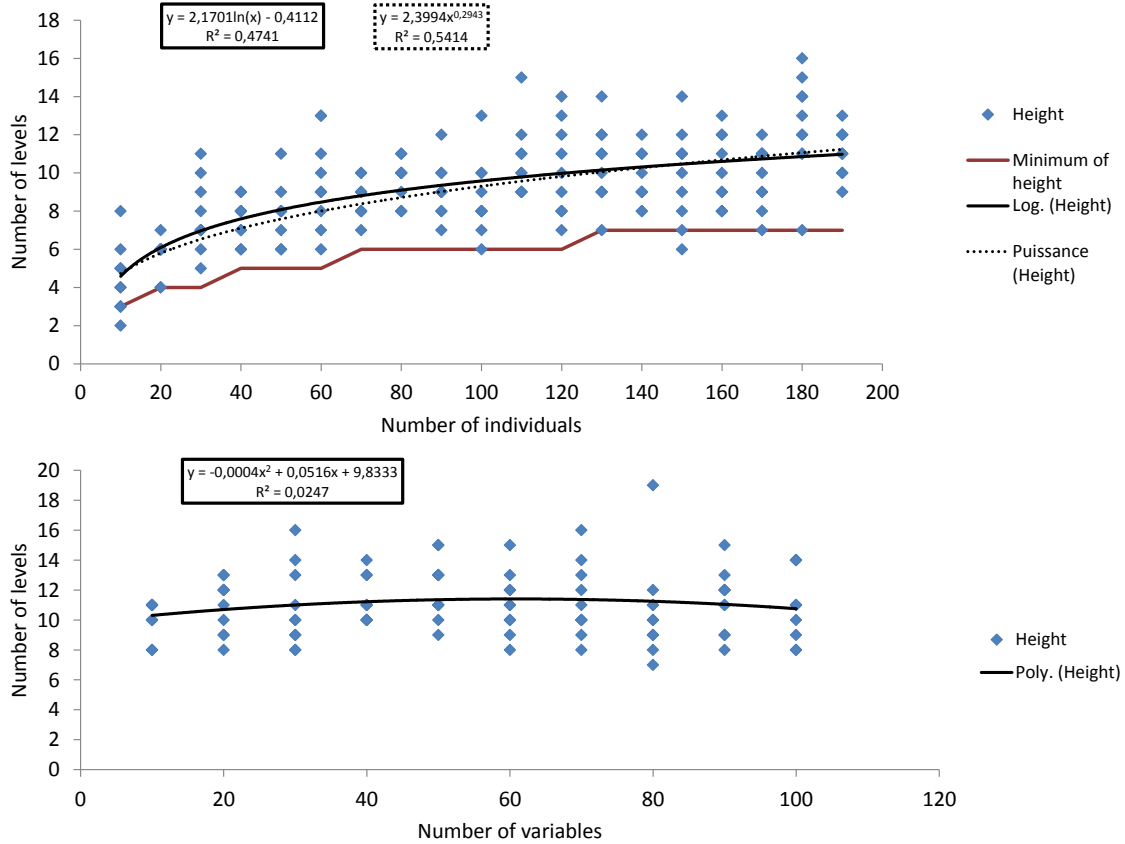 y = 2,1701ln(x) - 0,4112
R² = 0,4741
y = 2,3994x^0,2943
R² = 0,5414
18
16
14
12
10
8
6
4
2
0
Number of levels
0 20 40 60 80 100 120 140 160 180 200
Number of individuals
Height
Minimum of
height
Log. (Height)
Puissance
(Height)
y = -0,0004x² + 0,0516x + 9,8333
R² = 0,0247
20
18
16
14
12
10
8
6
4
2
0
Number of levels
0 20 40 60 80 100 120
Number of variables
Height
Poly. (Height)